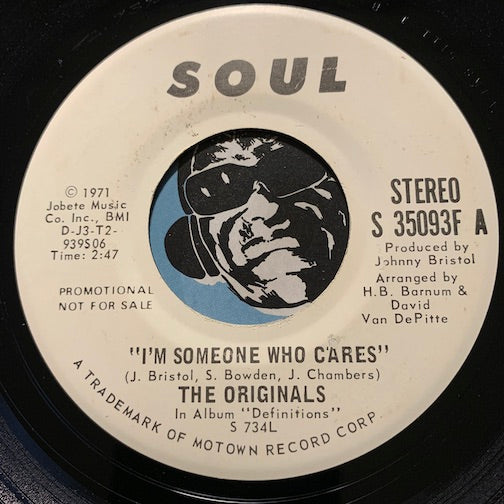 SOUL
© 1971
Jobete Music
Co. Inc., BMI
D-J3-T2-
939S06
Time: 2:47
PROMOTIONAL
NOT FOR SALE
STEREO
S 35093F A
Produced by
Johnny Bristol
Arranged by
H.B. Barnum &
David
Van DePitte
"I'M SOMEONE WHO CARES"
(J. Bristol, S. Bowden, J. Chambers)
THE ORIGINALS
In Album "Definitions"
S 734L
A TRADEMARK OF MOTOWN RECORD CORP.